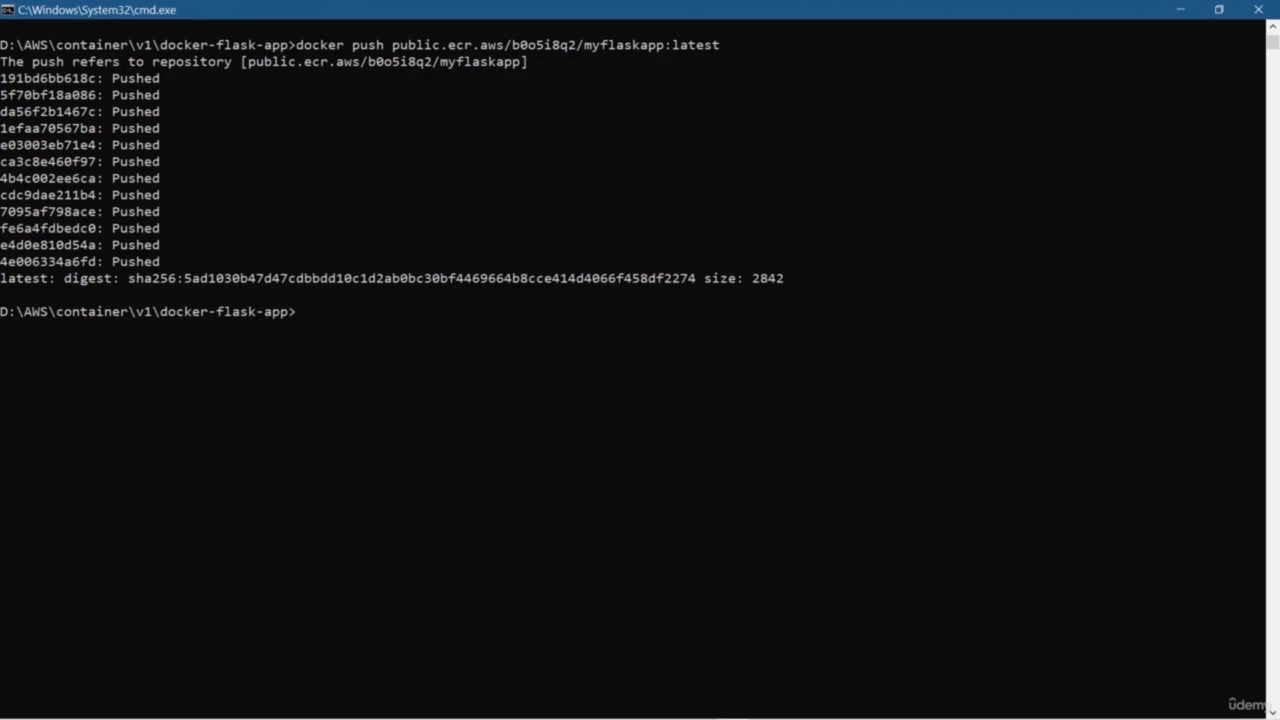 C:\Windows\System32\cmd.exe
D:\AWS\container\v1\docker-flask-app>docker push public.ecr.aws/b0o5i8q2/myflaskapp:latest
The push refers to repository [public.ecr.aws/b0o5i8q2/myflaskapp]
191bd6bb618c: Pushed
5f70bf18a086: Pushed
da56f2b1467c: Pushed
1efaa70567ba: Pushed
e03003eb71e4: Pushed
ca3c8e460f97: Pushed
4b4c002ee6ca: Pushed
cdc9dae211b4: Pushed
7095af798ace: Pushed
fe6a4fdbedc0: Pushed
e4d0e810d54a: Pushed
4e006334a6fd: Pushed
latest: digest: sha256:5ad1030b47d47cdbbdd10c1d2ab0bc30bf4469664b8cce414d4066f458df2274 size: 2842
D:\AWS\container\v1\docker-flask-app>
ûdemy